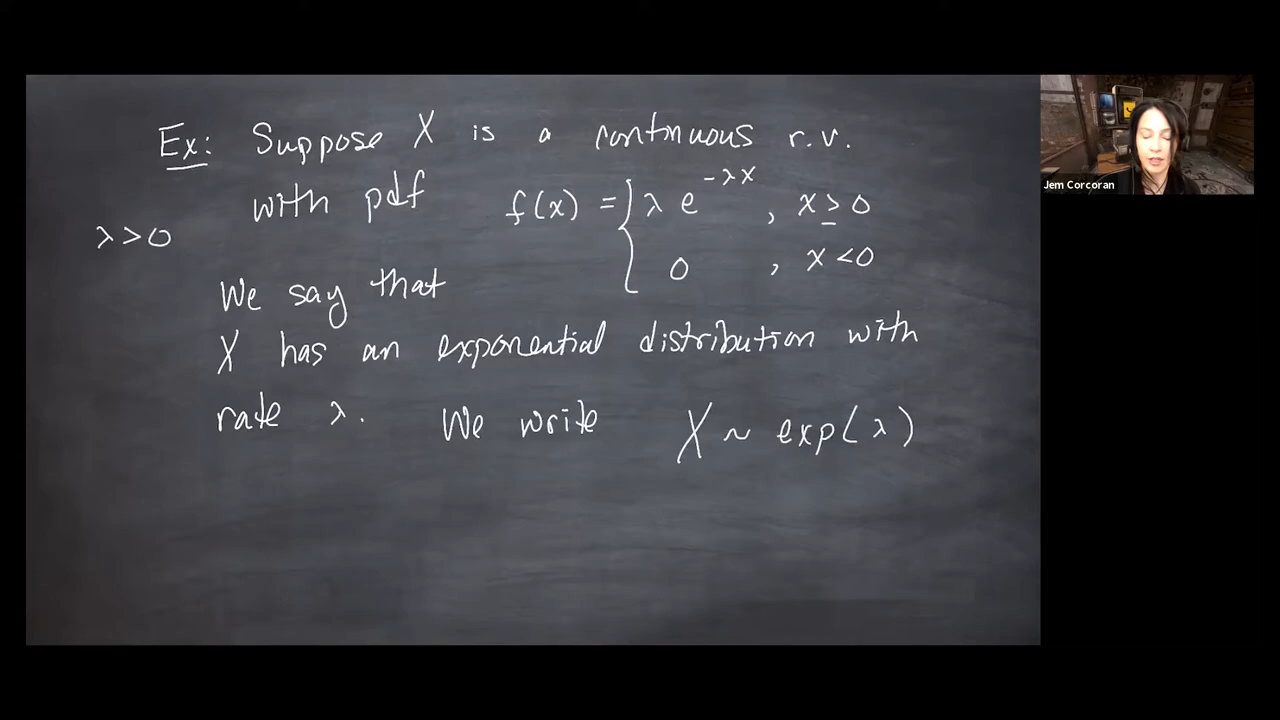 Ex: Suppose X is a continuous r.v.
with pdf f(x) = { λ e^{-λx} , x ≥ 0
0 , x < 0
λ > 0
We say that
X has an exponential distribution with
rate λ. We write X ~ exp(λ)
Jem Corcoran